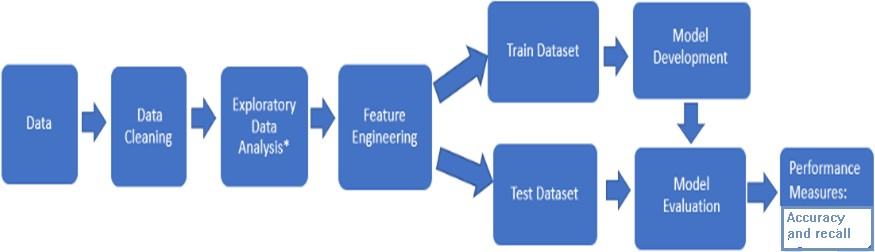 Data
Data
Cleaning
Exploratory
Data
Analysis*
Feature
Engineering
Train Dataset
Model
Development
Test Dataset
Model
Evaluation
Performance
Measures:
Accuracy
and recall